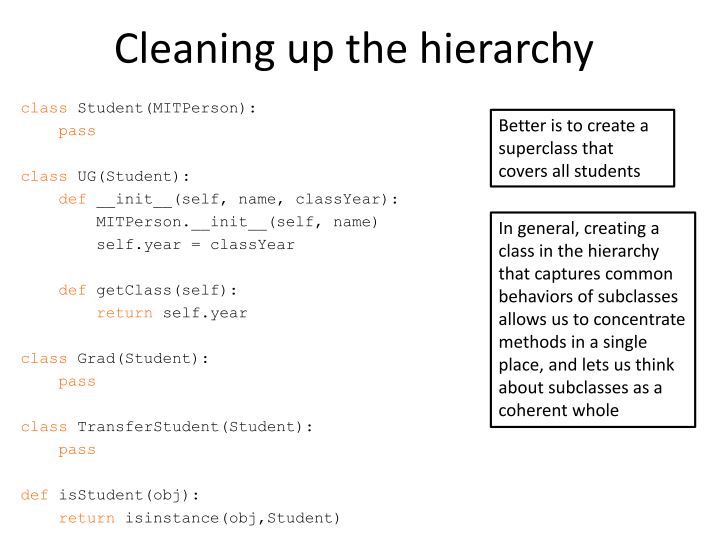 Cleaning up the hierarchy
class Student(MITPerson):
    pass
class UG(Student):
    def __init__(self, name, classYear):
        MITPerson.__init__(self, name)
        self.year = classYear
    def getClass(self):
        return self.year
class Grad(Student):
    pass
class TransferStudent(Student):
    pass
def isStudent(obj):
    return isinstance(obj,Student)
Better is to create a
superclass that
covers all students
In general, creating a
class in the hierarchy
that captures common
behaviors of subclasses
allows us to concentrate
methods in a single
place, and lets us think
about subclasses as a
coherent whole